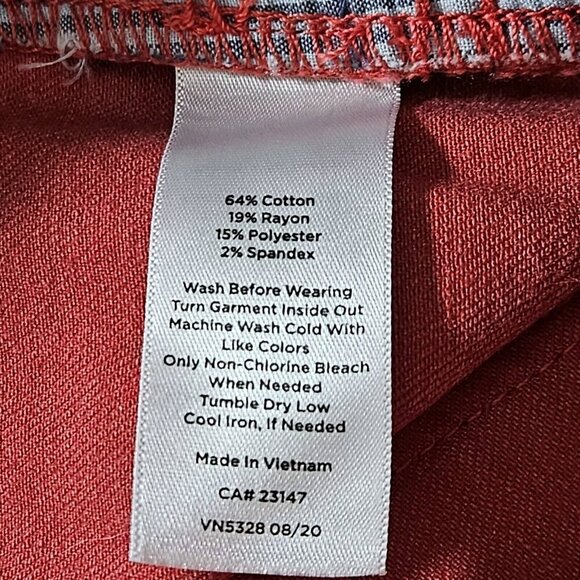 64% Cotton
19% Rayon
15% Polyester
2% Spandex
Wash Before Wearing
Turn Garment Inside Out
Machine Wash Cold With
Like Colors
Only Non-Chlorine Bleach
When Needed
Tumble Dry Low
Cool Iron, If Needed
Made In Vietnam
CA# 23147
VN5328 08/20